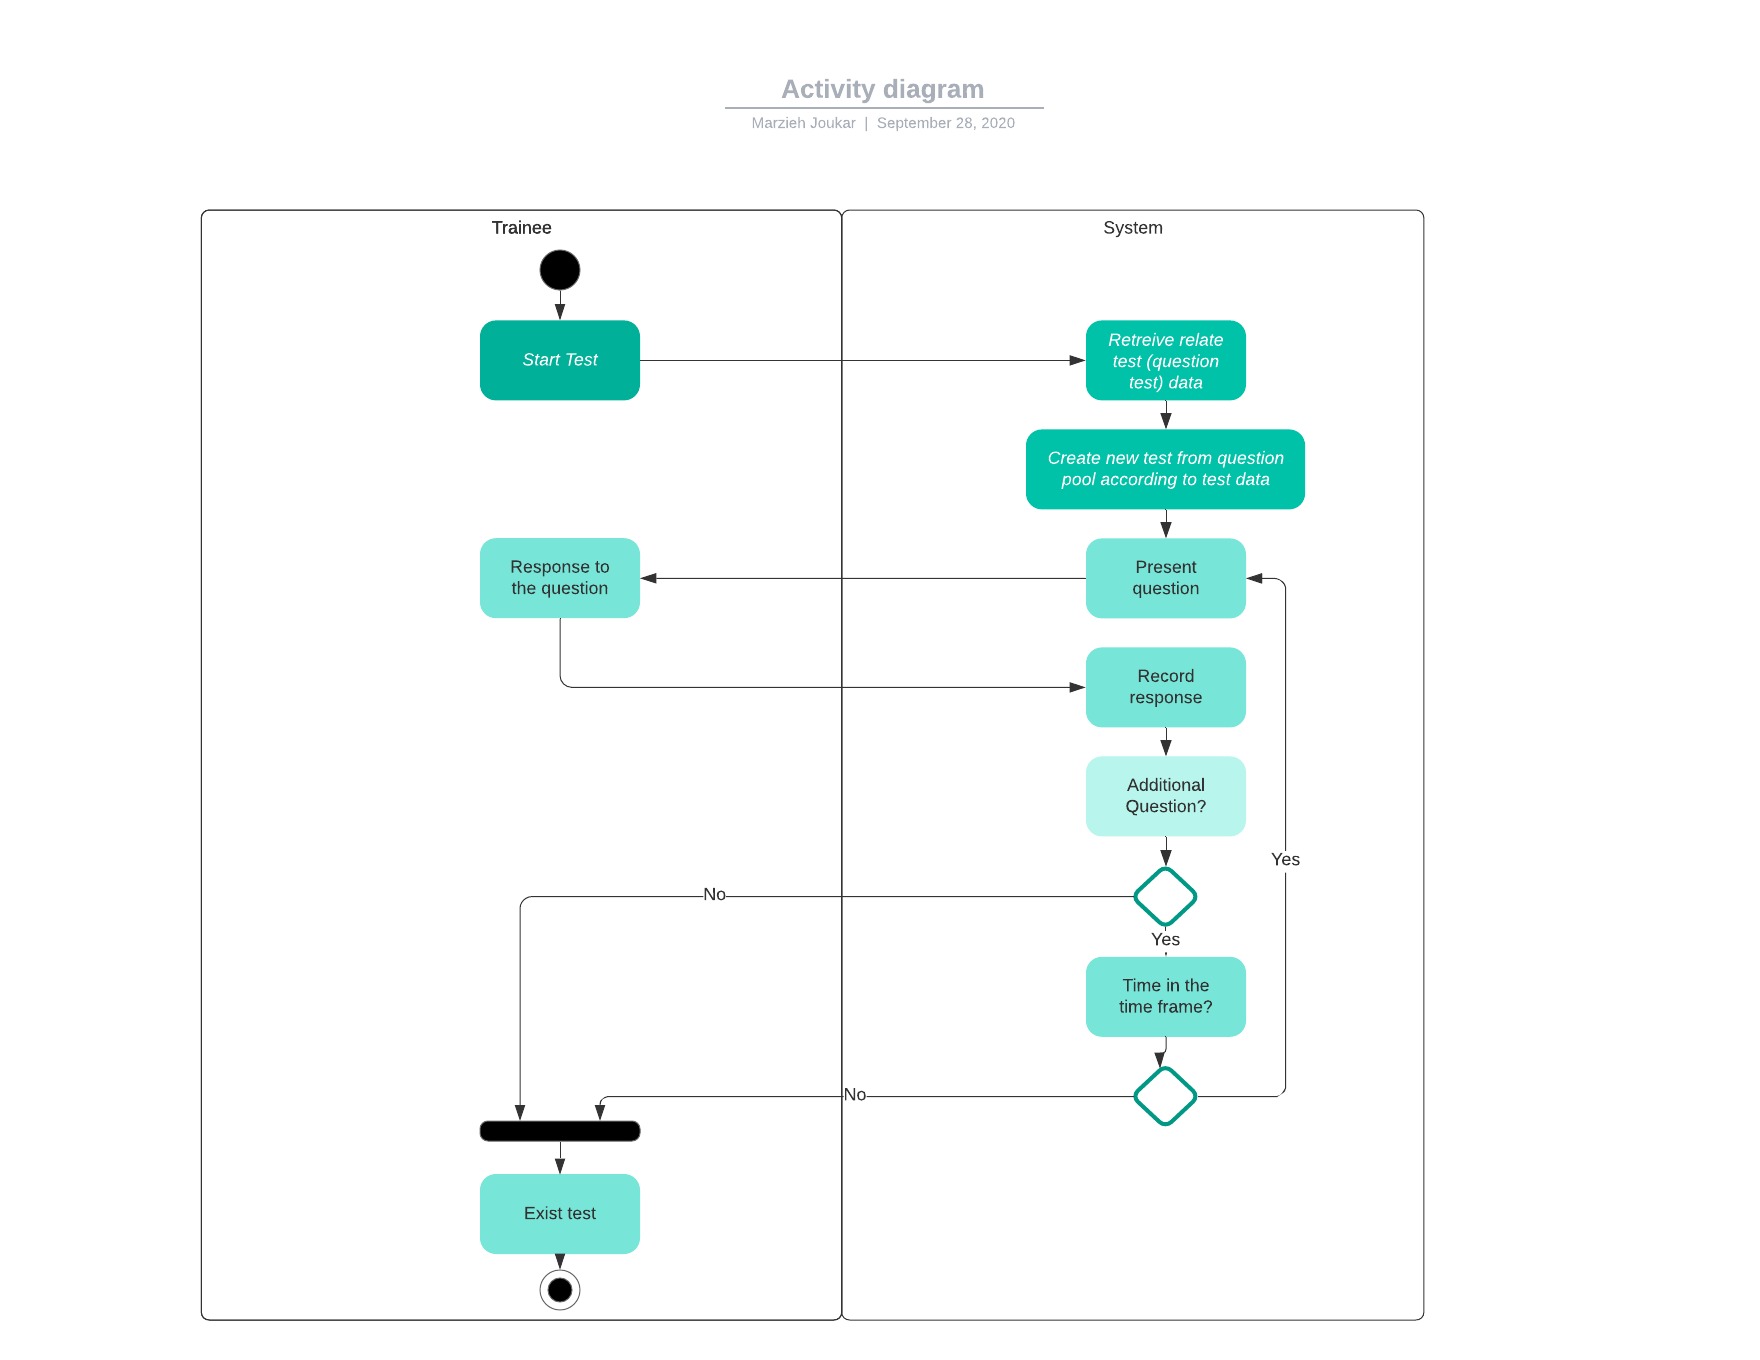 Activity diagram
Marzieh Joukar | September 28, 2020
Trainee
System
Start Test
Retreive relate
test (question
test) data
Create new test from question
pool according to test data
Response to
the question
Present
question
Record
response
Additional
Question?
Yes
No
Yes
Time in the
time frame?
No
Exist test